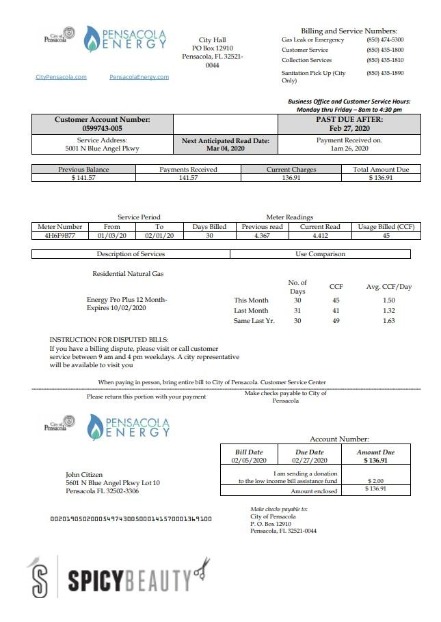 City of Pensacola
PENSACOLA ENERGY
City Hall
PO Box 12910
Pensacola, FL 32521-
0044
CityPensacola.com
PensacolaEnergy.com
Billing and Service Numbers:
Gas Leak or Emergency (850) 474-5300
Customer Service (850) 435-1800
Collection Services (850) 435-1810
Sanitation Pick Up (City Only) (850) 435-1890
Business Office and Customer Service Hours:
Monday thru Friday – 8am to 4:30 pm
Customer Account Number:
0599743-005
PAST DUE AFTER:
Feb 27, 2020
Service Address:
5001 N Blue Angel Pkwy
Next Anticipated Read Date:
Mar 04, 2020
Payment Received on.
1am 26, 2020
Previous Balance Payments Received Current Charges Total Amount Due
$ 141.57 141.57 136.91 $ 136.91
Service Period Meter Readings
Meter Number From To Days Billed Previous read Current Read Usage Billed (CCF)
01/03/20 02/01/20 30 4.367 4.412 45
Description of Services Use Comparison
Residential Natural Gas
Energy Pro Plus 12 Month-
Expires 10/02/2020
No. of Days CCF Avg. CCF/Day
This Month 30 45 1.50
Last Month 31 41 1.32
Same Last Yr. 30 49 1.63
INSTRUCTION FOR DISPUTED BILLS:
If you have a billing dispute, please visit or call customer
service between 9 am and 4 pm weekdays. A city representative
will be available to visit you
When paying in person, bring entire bill to City of Pensacola. Customer Service Center
Please return this portion with your payment
Make checks payable to City of
Pensacola
City of Pensacola
PENSACOLA ENERGY
Account Number:
Bill Date Due Date Amount Due
02/05/2020 02/27/2020 $ 136.91
I am sending a donation
to the low income bill assistance fund $ 2.00
Amount enclosed $ 136.91
John Citizen
5601 N Blue Angel Pkwy Lot 10
Pensacola FL 32502-3306
Make checks payable to:
City of Pensacola
P. O. Box 12910
Pensacola, FL 32521-0044
SPICYBEAUTY